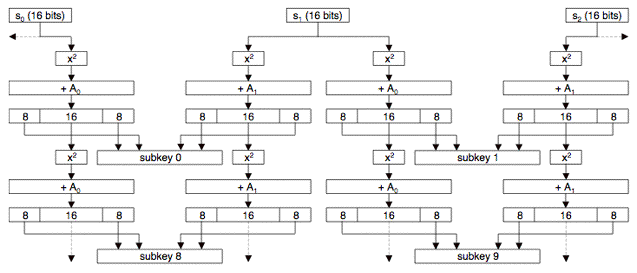 s₀ (16 bits) s₁ (16 bits) s₂ (16 bits)
x² x² x² x²
+ A₀ + A₁ + A₀ + A₁
8 16 8 8 16 8 8 16 8 8 16 8
x² subkey 0 x² x² subkey 1 x²
+ A₀ + A₁ + A₀ + A₁
8 16 8 8 16 8 8 16 8 8 16 8
subkey 8 subkey 9